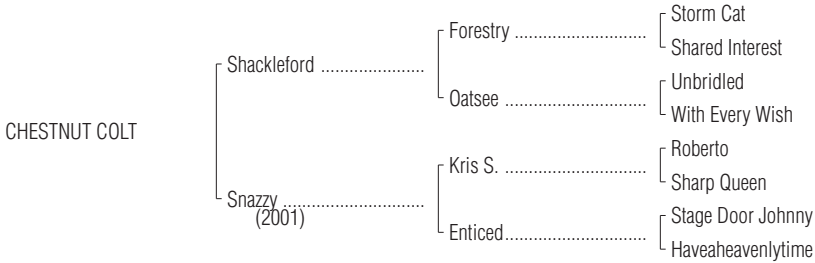 Storm Cat
Forestry ............................
Shared Interest
Shackleford ......................
Unbridled
Oatsee ..............................
With Every Wish
CHESTNUT COLT
Roberto
Kris S. ..............................
Sharp Queen
Snazzy ..............................
(2001)
Stage Door Johnny
Enticed..............................
Haveaheavenlytime